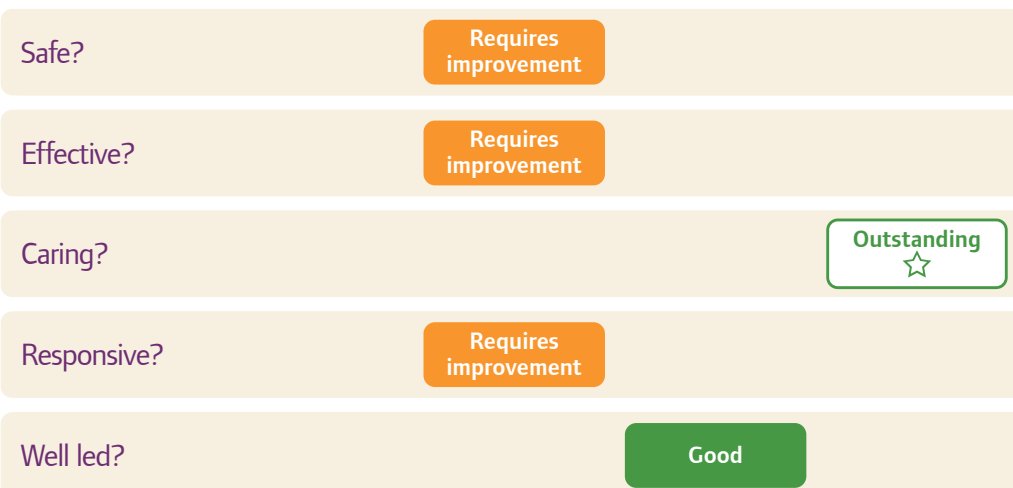 Safe?
Requires
improvement
Effective?
Requires
improvement
Caring?
Outstanding
Responsive?
Requires
improvement
Well led?
Good